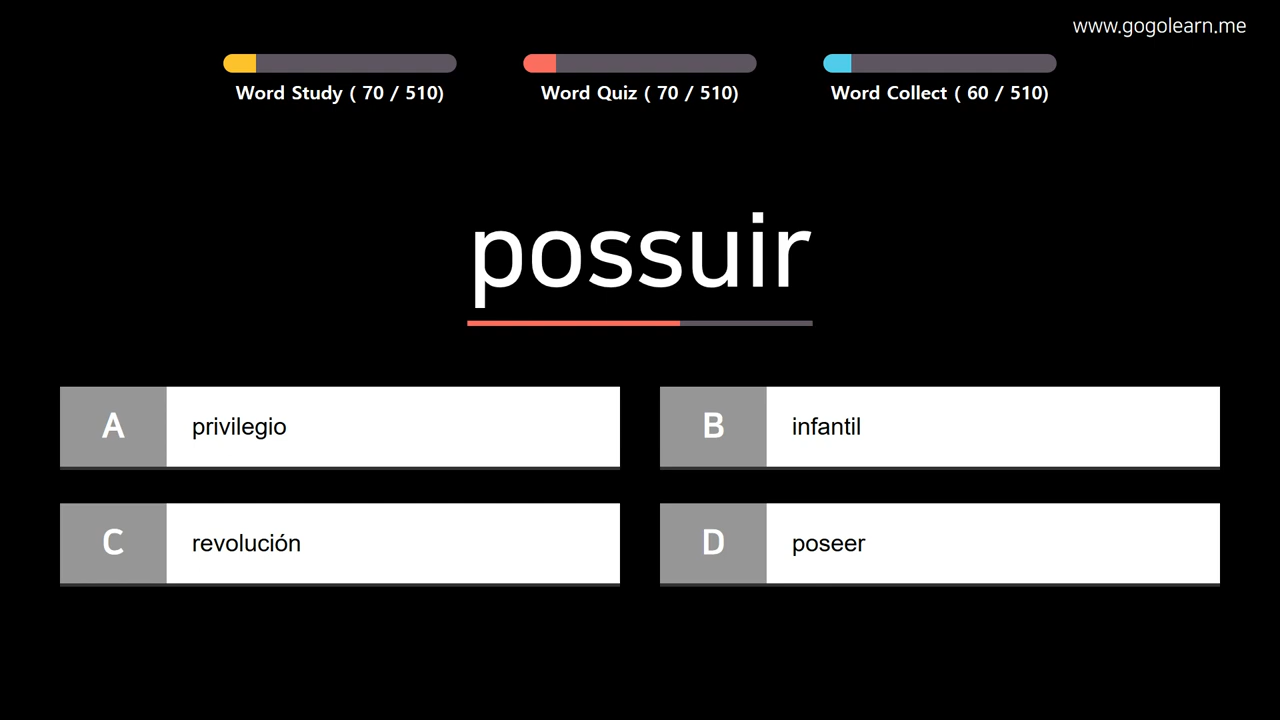 www.gogolearn.me
Word Study ( 70 / 510)
Word Quiz ( 70 / 510)
Word Collect ( 60 / 510)
possuir
A privilegio
B infantil
C revolución
D poseer